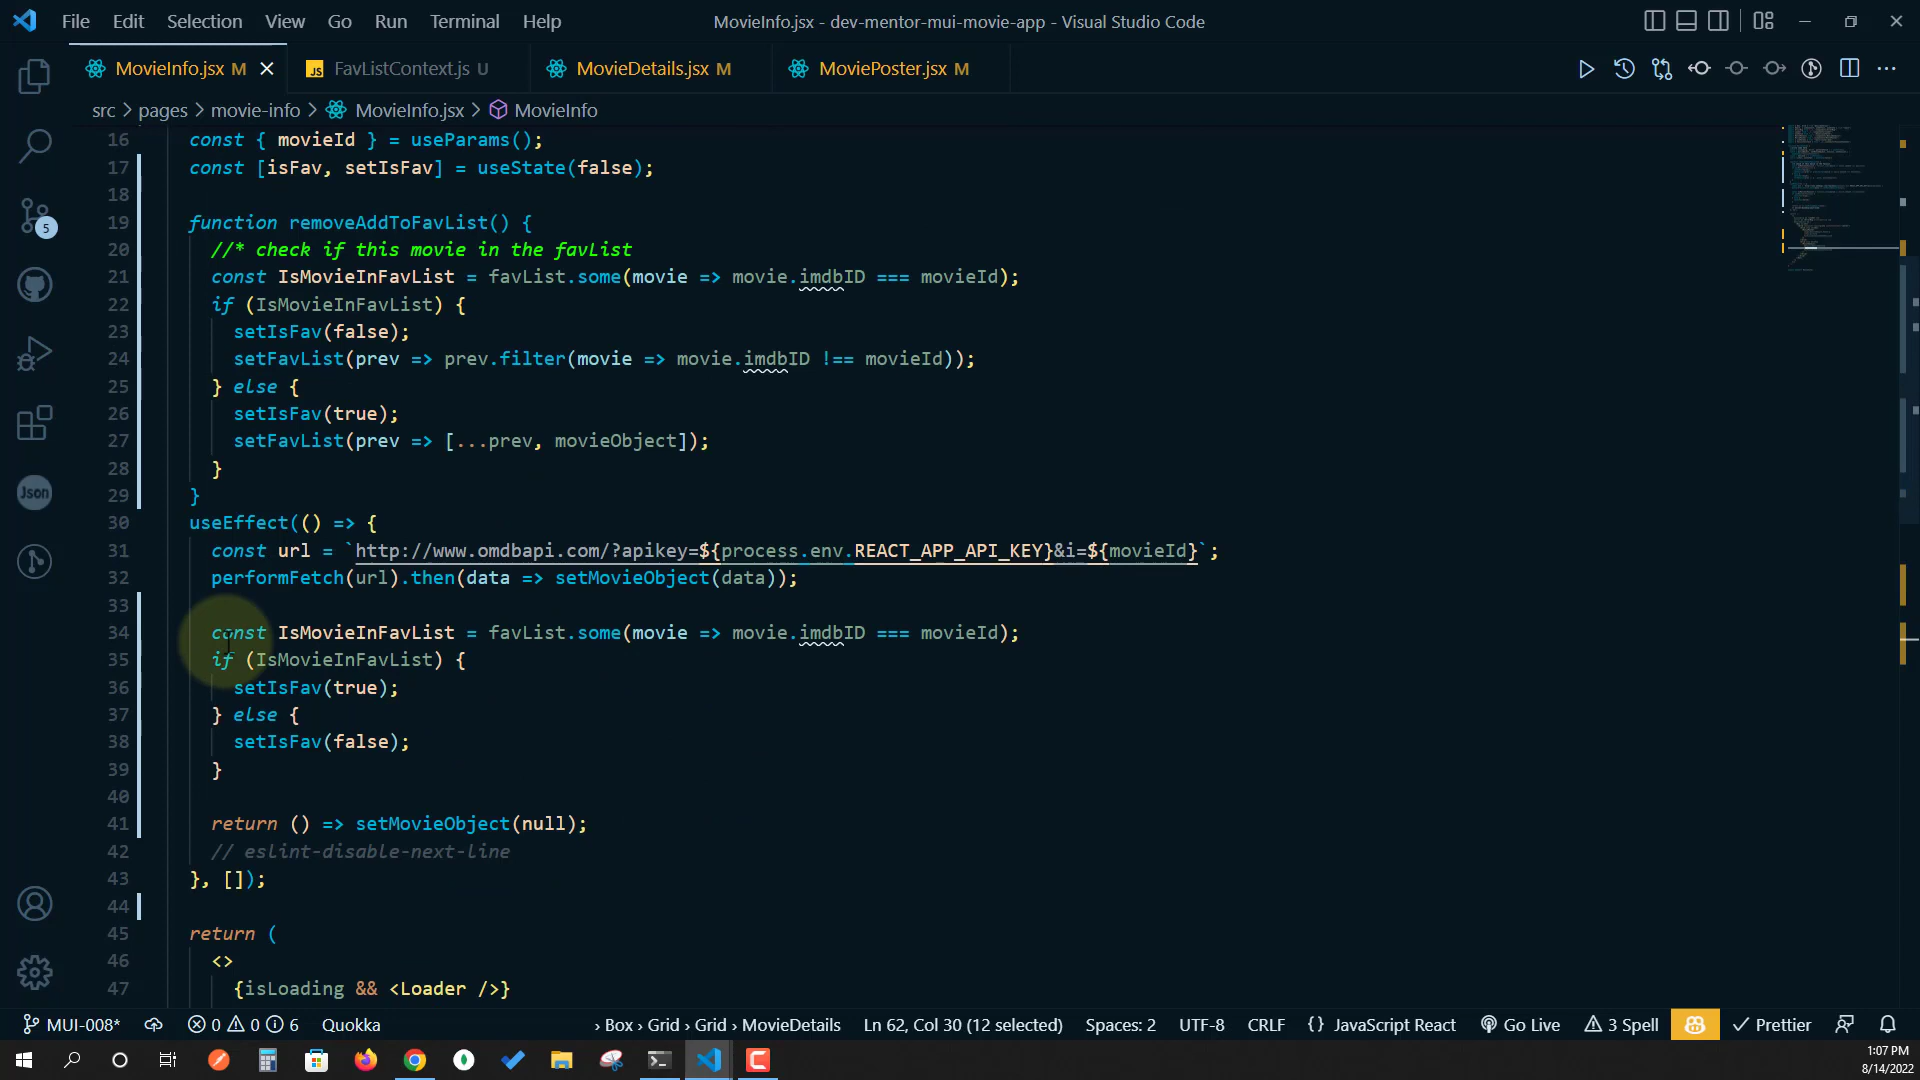 File Edit Selection View Go Run Terminal Help MovieInfo.jsx - dev-mentor-mui-movie-app - Visual Studio Code
MovieInfo.jsx M FavListContext.js U MovieDetails.jsx M MoviePoster.jsx M
src > pages > movie-info > MovieInfo.jsx > MovieInfo
16 const { movieId } = useParams();
17 const [isFav, setIsFav] = useState(false);
18
19 function removeAddToFavList() {
20 //* check if this movie in the favList
21 const IsMovieInFavList = favList.some(movie => movie.imdbID === movieId);
22 if (IsMovieInFavList) {
23 setIsFav(false);
24 setFavList(prev => prev.filter(movie => movie.imdbID !== movieId));
25 } else {
26 setIsFav(true);
27 setFavList(prev => [...prev, movieObject]);
28 }
29 }
30 useEffect(() => {
31 const url = `http://www.omdbapi.com/?apikey=${process.env.REACT_APP_API_KEY}&i=${movieId}`;
32 performFetch(url).then(data => setMovieObject(data));
33
34 const IsMovieInFavList = favList.some(movie => movie.imdbID === movieId);
35 if (IsMovieInFavList) {
36 setIsFav(true);
37 } else {
38 setIsFav(false);
39 }
40
41 return () => setMovieObject(null);
42 // eslint-disable-next-line
43 }, []);
44
45 return (
46 <>
47 {isLoading && <Loader />}
5
Json
MUI-008* 0 0 6 Quokka › Box › Grid › Grid › MovieDetails Ln 62, Col 30 (12 selected) Spaces: 2 UTF-8 CRLF {} JavaScript React Go Live 3 Spell Prettier
1:07 PM
8/14/2022